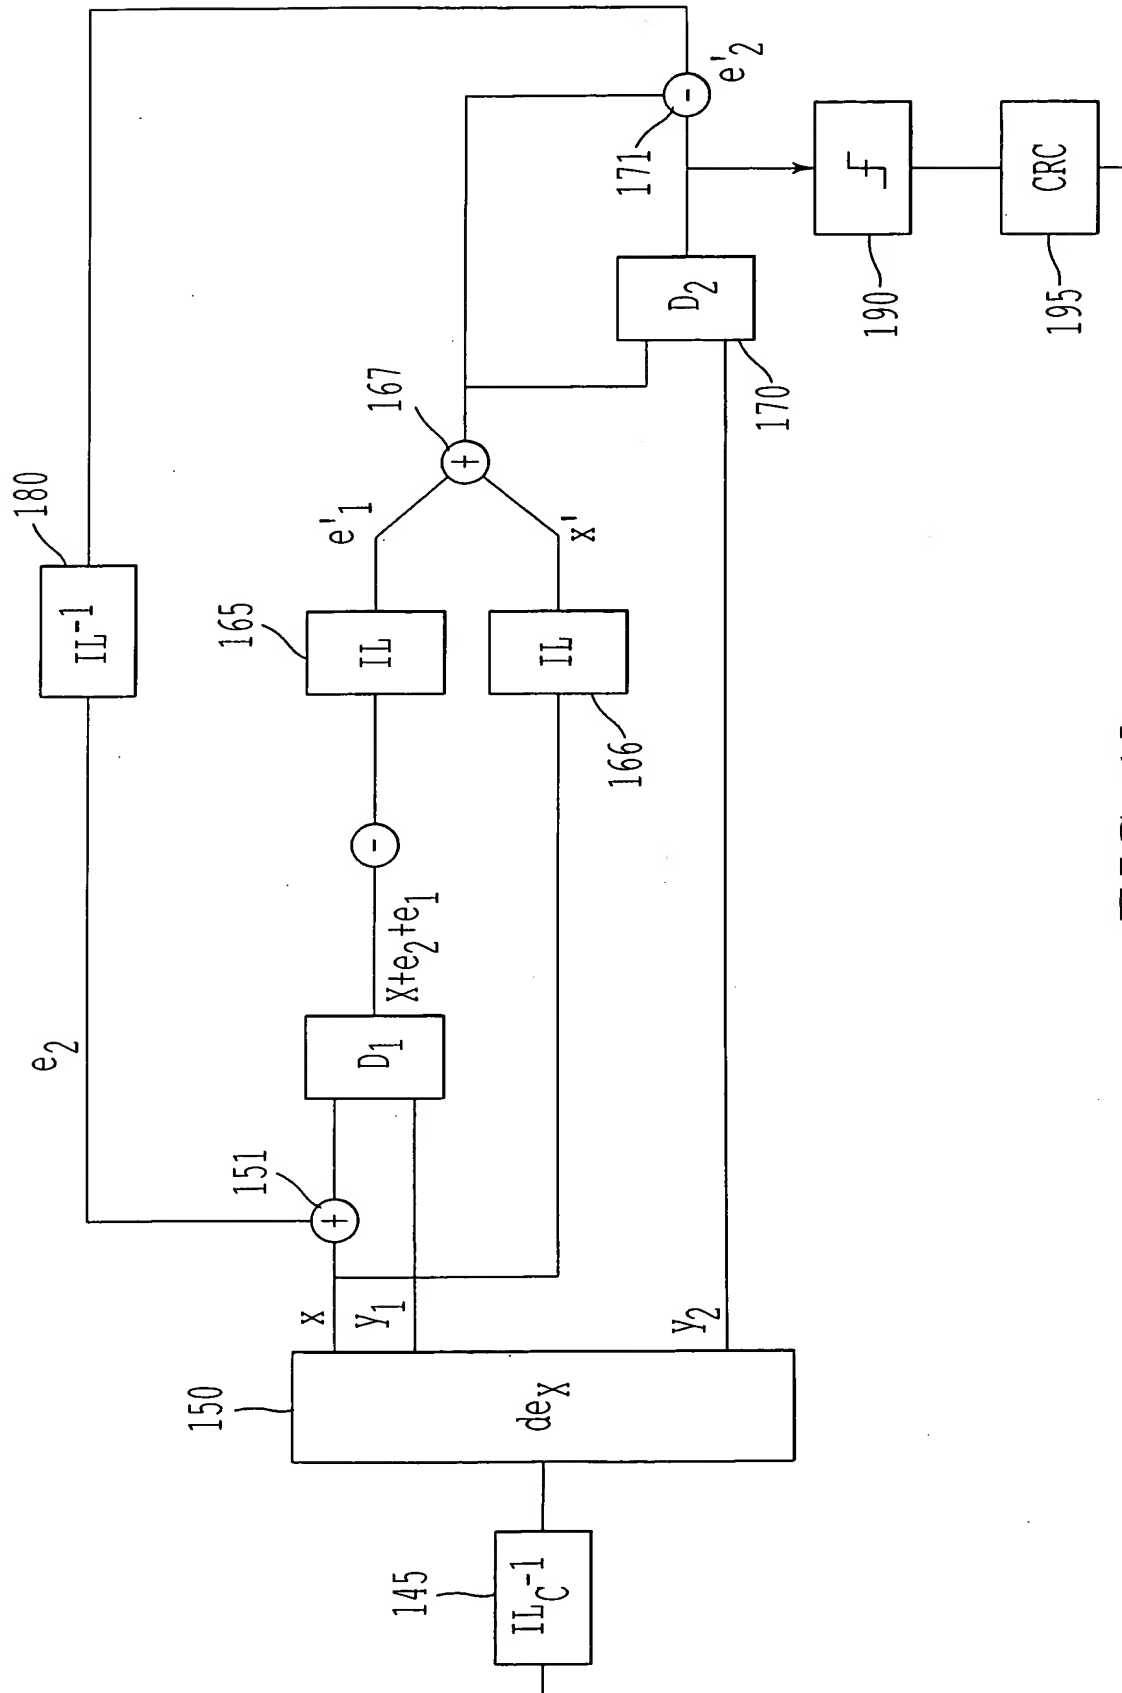 180
IL⁻¹
e₂
e'₂
171
167
e'₁
165
IL
-
-
+
x'
IL
166
X+e₂+e₁
D₁
151
+
D₂
170
190
CRC
195
x
y₁
y₂
150
deₓ
145
IL_C⁻¹